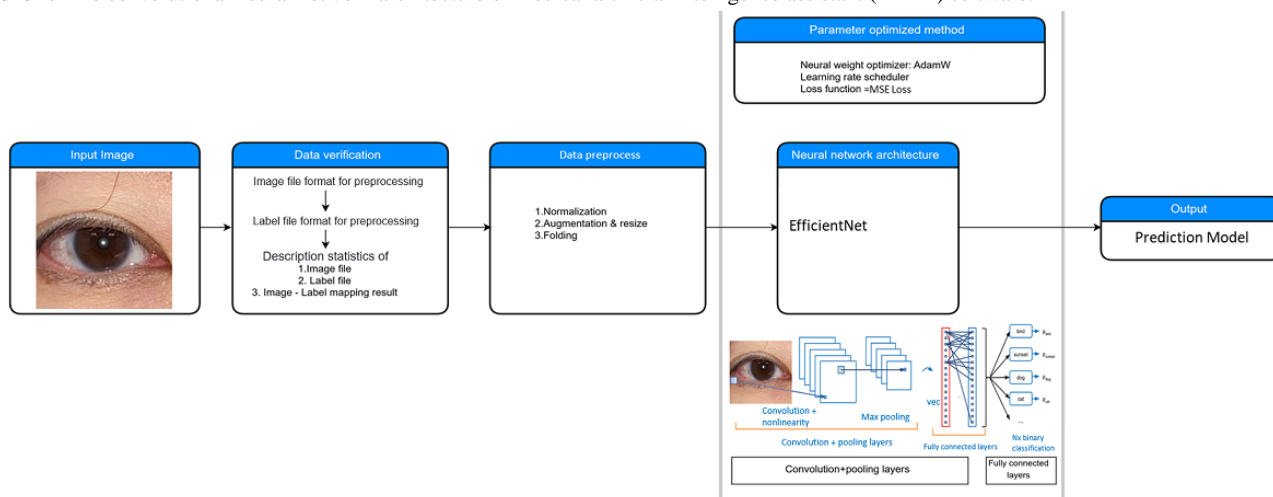 Parameter optimized method
Neural weight optimizer: AdamW
Learning rate scheduler
Loss function =MSE Loss
Input Image
Data verification
Image file format for preprocessing
Label file format for preprocessing
Description statistics of
1.Image file
2. Label file
3. Image - Label mapping result
Data preprocess
1.Normalization
2.Augmentation & resize
3.Folding
Neural network architecture
EfficientNet
Output
Prediction Model
Convolution +
nonlinearity
Max pooling
Convolution + pooling layers
vec
Fully connected layers
bird
sunset
dog
cat
...
Nx binary
classification
Convolution+pooling layers
Fully connected
layers